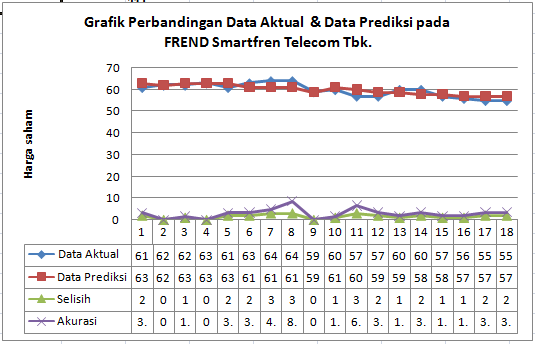 Grafik Perbandingan Data Aktual & Data Prediksi pada
FREND Smartfren Telecom Tbk.
Harga saham
70
60
50
40
30
20
10
0
1 2 3 4 5 6 7 8 9 10 11 12 13 14 15 16 17 18
Data Aktual 61 62 62 63 61 63 64 64 59 60 57 57 60 60 57 56 55 55
Data Prediksi 63 62 63 63 63 61 61 61 59 61 60 59 59 58 58 57 57 57
Selisih 2 0 1 0 2 2 3 3 0 1 3 2 1 2 1 1 2 2
Akurasi 3. 0 1. 0 3. 3. 4. 8. 0 1. 6. 3. 1. 3. 1. 1. 3. 3.